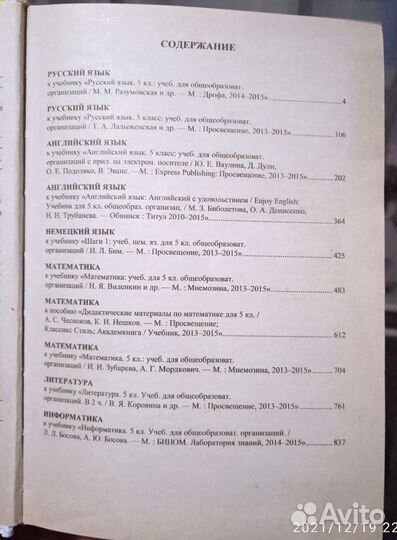 СОДЕРЖАНИЕ
РУССКИЙ ЯЗЫК
к учебнику «Русский язык. 5 кл.: учеб. для общеобразоват.
организаций / М. М. Разумовская и др. — М. : Дрофа, 2014–2015» 4
РУССКИЙ ЯЗЫК
к учебнику «Русский язык. 5 класс: учеб. для общеобразоват.
организаций / Т. А. Ладыженская и др. — М. : Просвещение, 2013–2015» 106
АНГЛИЙСКИЙ ЯЗЫК
к учебнику «Английский язык. 5 класс: учеб. для общеобразоват.
организаций с прил. на электрон. носителе / Ю. Е. Ваулина, Д. Дули,
О. Е. Подоляко, В. Эванс. — М. : Express Publishing: Просвещение, 2013–2015» 202
АНГЛИЙСКИЙ ЯЗЫК
к учебнику «Английский язык: Английский с удовольствием / Enjoy English:
Учебник для 5 кл. общеобраз. организац. / М. З. Биболетова, О. А. Денисенко,
Н. Н. Трубанева. — Обнинск : Титул 2010–2015» 364
НЕМЕЦКИЙ ЯЗЫК
к учебнику «Шаги 1: учеб. нем. яз. для 5 кл. общеобразоват.
организаций / И. Л. Бим. — М. : Просвещение, 2013–2015» 425
МАТЕМАТИКА
к учебнику «Математика: учеб. для 5 кл. общеобразоват.
организаций / Н. Я. Виленкин и др. — М. : Мнемозина, 2013–2015» 483
МАТЕМАТИКА
к пособию «Дидактические материалы по математике для 5 кл. /
А. С. Чесноков, К. И. Нешков. — М. : Просвещение;
Классикс Стиль; Академкнига / Учебник, 2013–2015» 612
МАТЕМАТИКА
к учебнику «Математика. 5 кл.: учеб. для общеобразоват.
организаций / И. И. Зубарева, А. Г. Мордкович. — М. : Мнемозина, 2013–2015» 704
ЛИТЕРАТУРА
к учебнику «Литература. 5 кл. Учеб. для общеобразоват.
организаций. В 2 ч. / В. Я. Коровина и др. — М. : Просвещение, 2013–2015» 761
ИНФОРМАТИКА
к учебнику «Информатика. 5 кл. Учеб. для общеобразоват. организаций. /
Л. Л. Босова, А. Ю. Босова. — М. : БИНОМ. Лаборатория знаний, 2014–2015» 837
Avito
2021/12/19 22